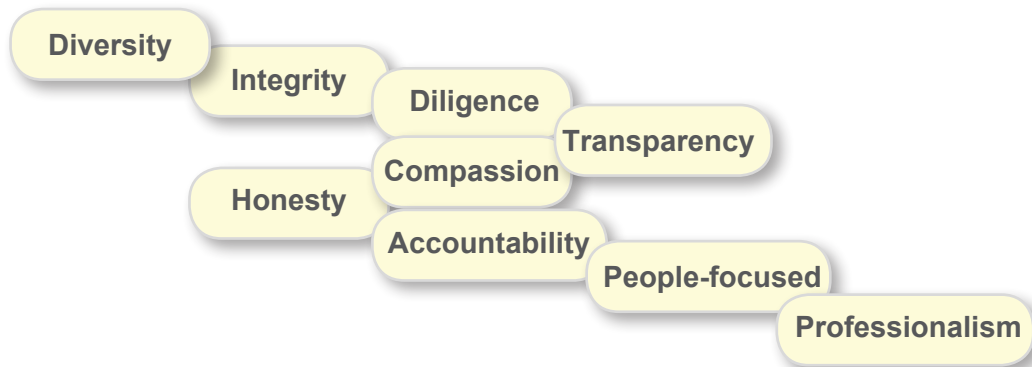 Diversity
Integrity
Diligence
Transparency
Compassion
Honesty
Accountability
People-focused
Professionalism